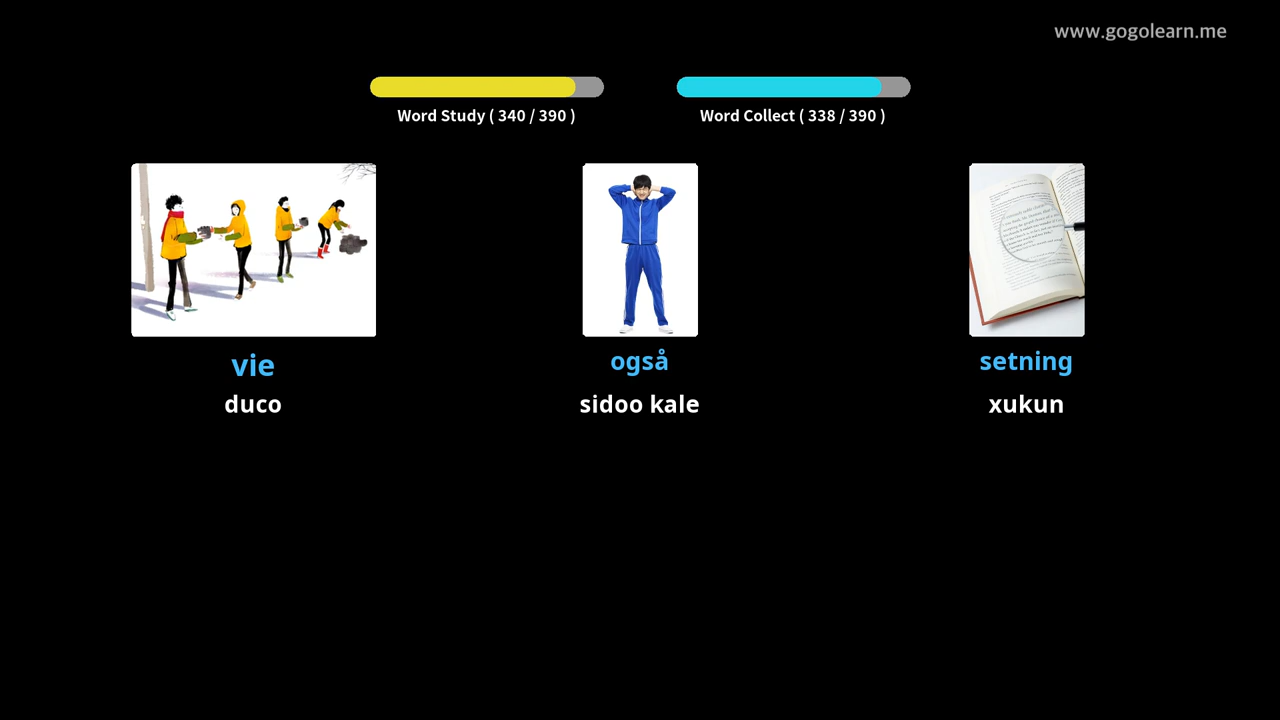 www.gogolearn.me
Word Study ( 340 / 390 )
Word Collect ( 338 / 390 )
vie
også
setning
duco
sidoo kale
xukun